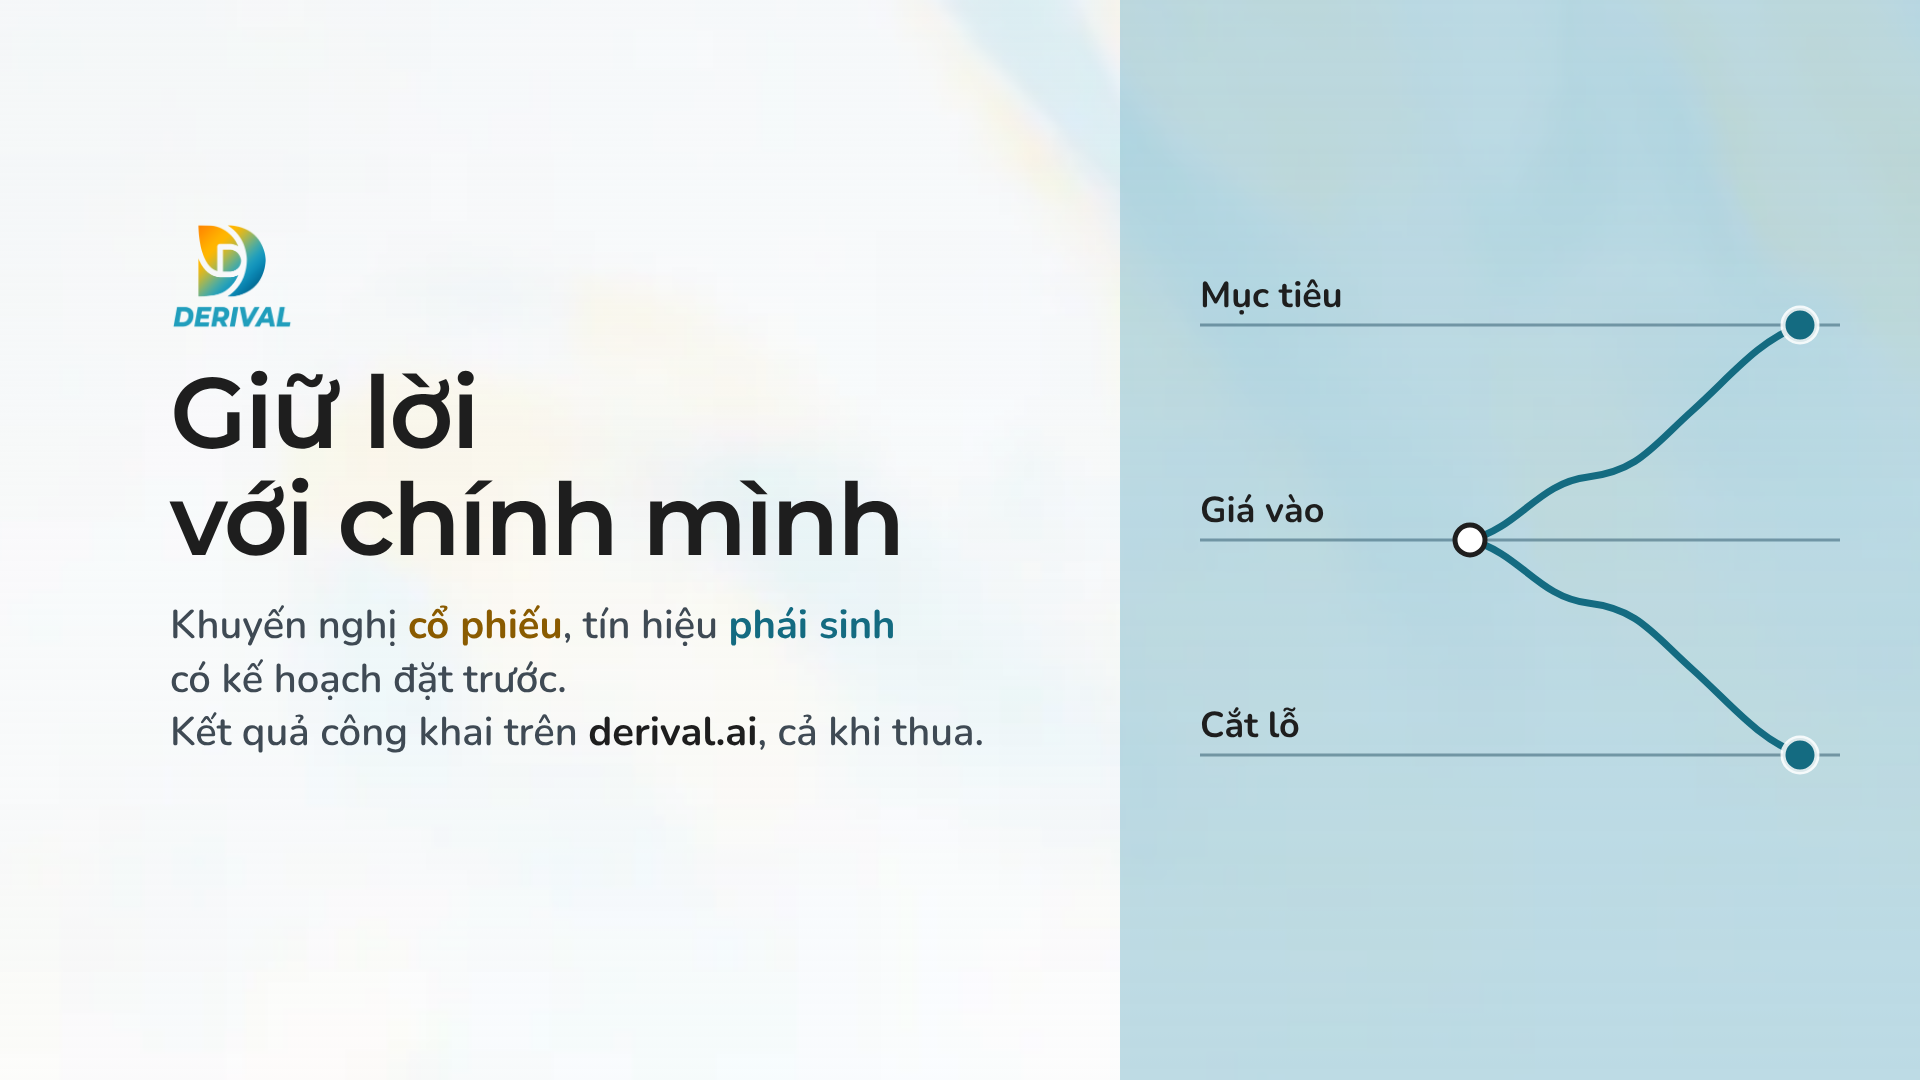 DERIVAL
Giữ lời
với chính mình
Khuyến nghị cổ phiếu, tín hiệu phái sinh
có kế hoạch đặt trước.
Kết quả công khai trên derival.ai, cả khi thua.
Mục tiêu
Giá vào
Cắt lỗ